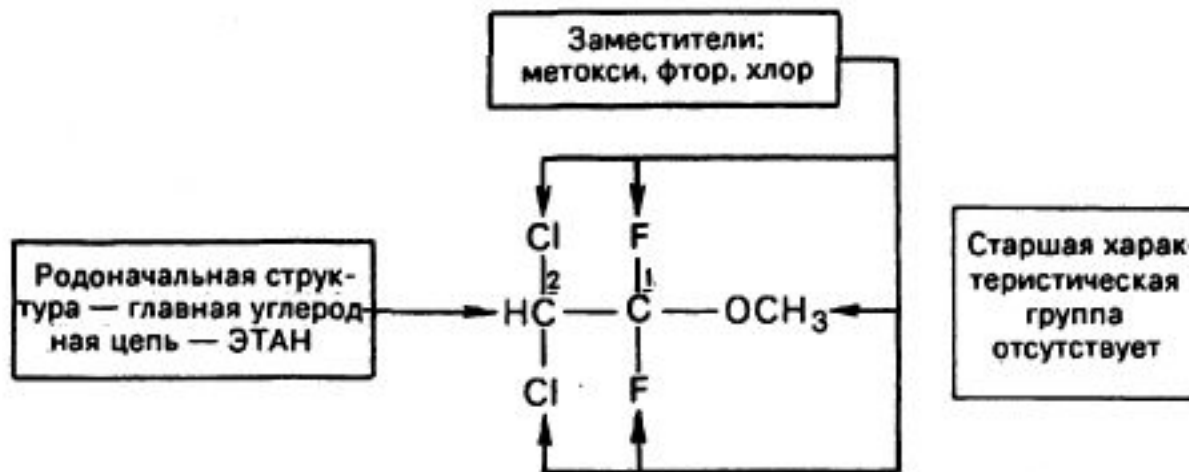 Заместители:
метокси, фтор, хлор
Родоначальная струк-
тура — главная углерод
ная цепь — ЭТАН
Cl F
2 1
HC — C — OCH3
Cl F
Старшая харак
теристическая
группа
отсутствует